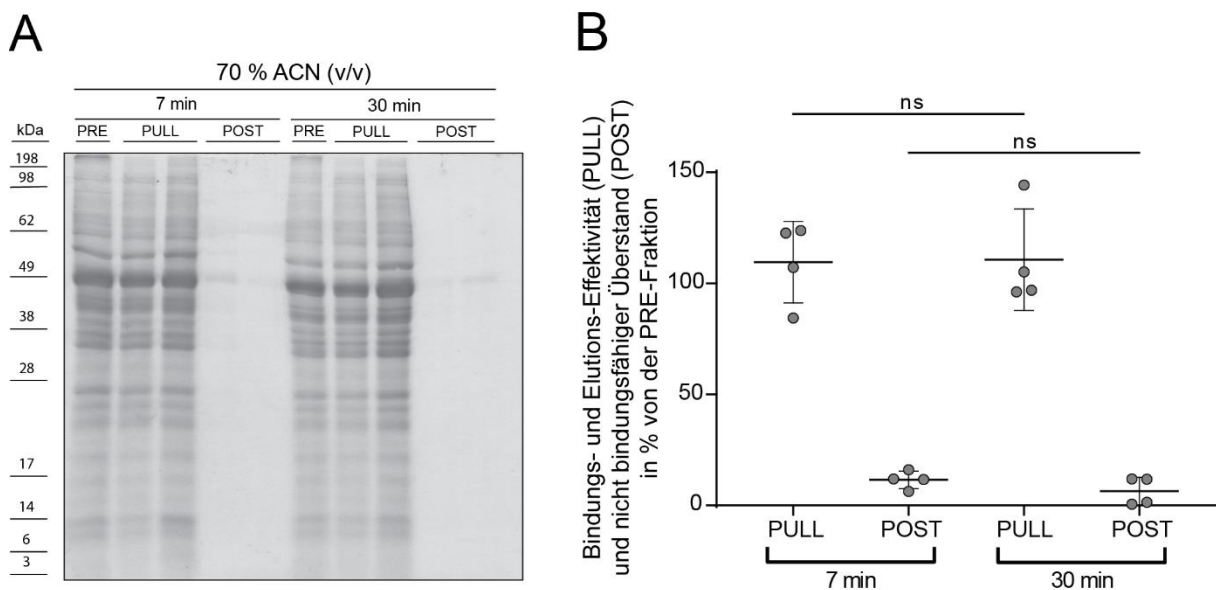 A
70 % ACN (v/v)
7 min
30 min
kDa
PRE
PULL
POST
PRE
PULL
POST
198
98
62
49
38
28
17
14
6
3
B
Bindungs- und Elutions-Effektivität (PULL)
und nicht bindungsfähiger Überstand (POST)
in % von der PRE-Fraktion
ns
ns
150
100
50
0
PULL
POST
PULL
POST
7 min
30 min